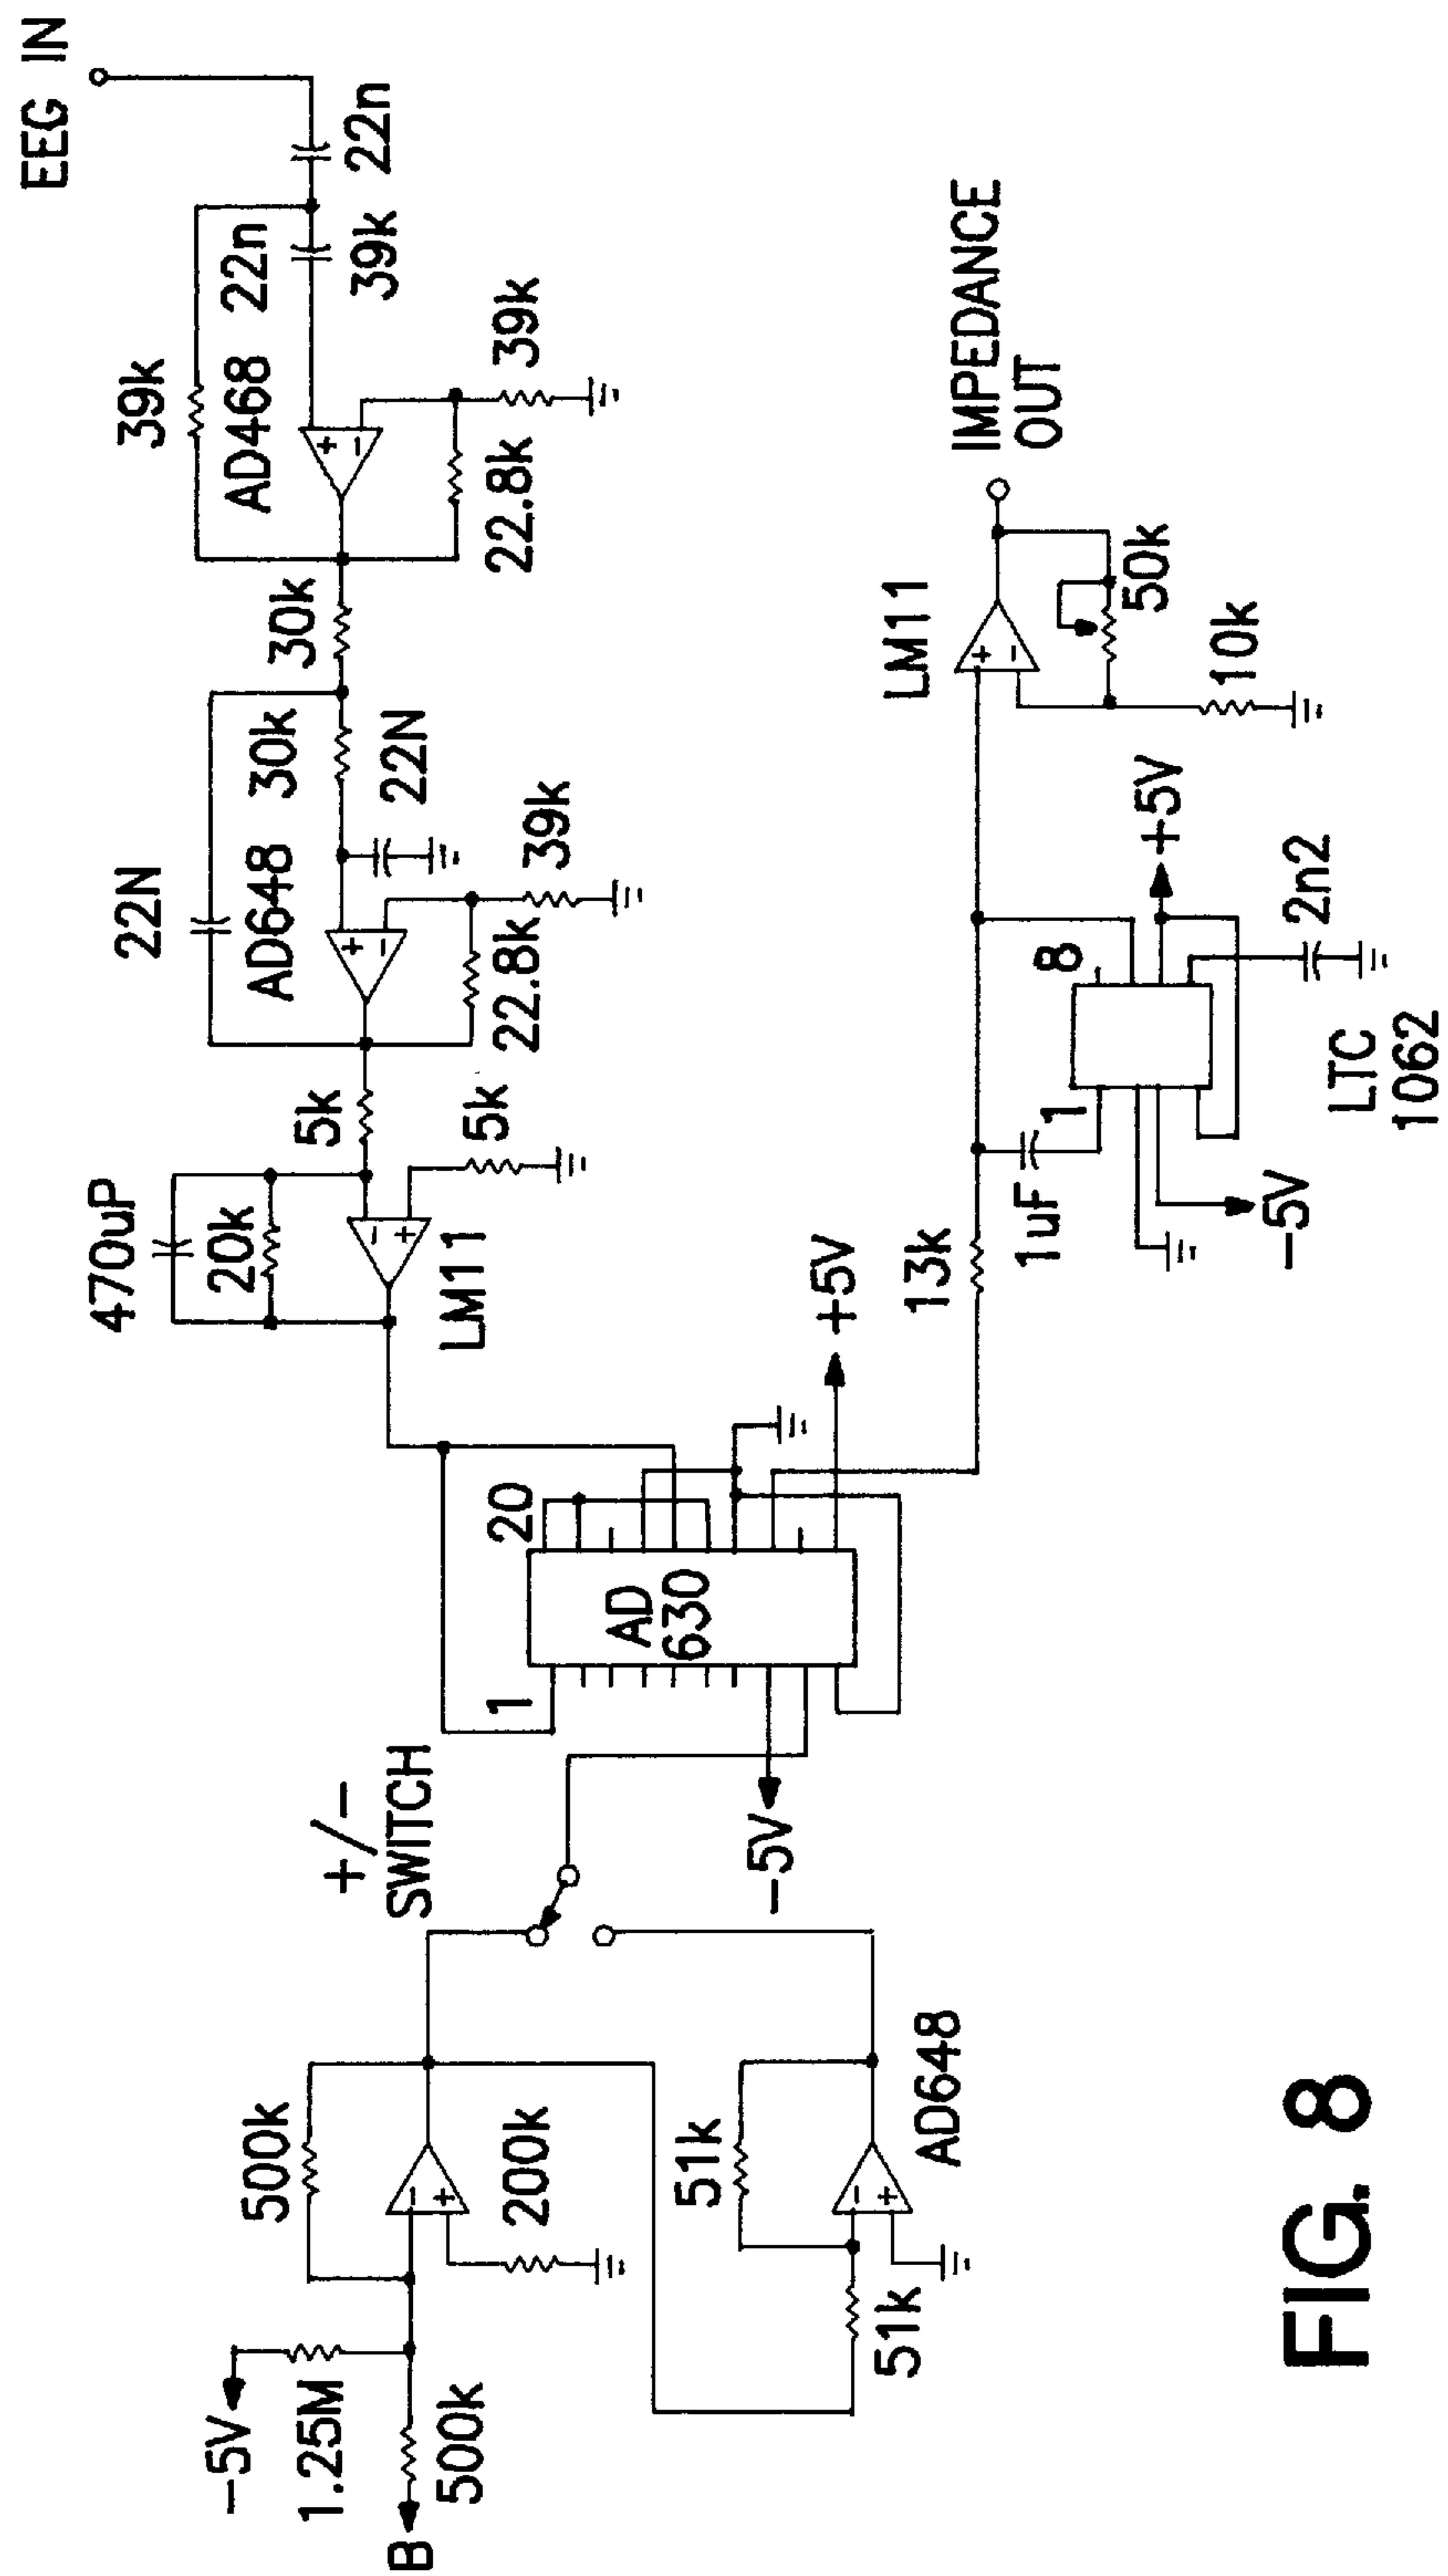 EEG IN
22n
22n
39k
39k
AD468
39k
22.8k
30k
30k
22N
22N
AD648
39k
22.8k
5k
5k
470uP
20k
LM11
+/-
SWITCH
1
20
AD
630
-5V
+5V
-5V
1.25M
B
500k
500k
200k
51k
51k
AD648
13k
1uF
1
8
-5V
+5V
2n2
LTC
1062
LM11
50k
10k
IMPEDANCE
OUT
+
-
+
-
-
+
-
+
-
+
+
-
FIG. 8